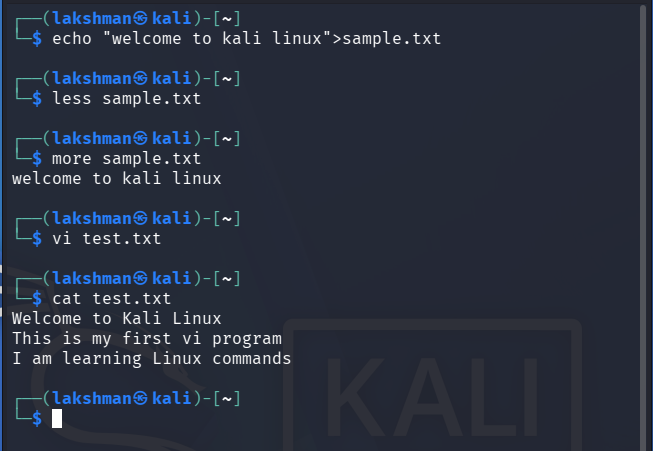 ┌──(lakshman㉿kali)-[~]
└─$ echo "welcome to kali linux">sample.txt
┌──(lakshman㉿kali)-[~]
└─$ less sample.txt
┌──(lakshman㉿kali)-[~]
└─$ more sample.txt
welcome to kali linux
┌──(lakshman㉿kali)-[~]
└─$ vi test.txt
┌──(lakshman㉿kali)-[~]
└─$ cat test.txt
Welcome to Kali Linux
This is my first vi program
I am learning Linux commands
┌──(lakshman㉿kali)-[~]
└─$
KALI